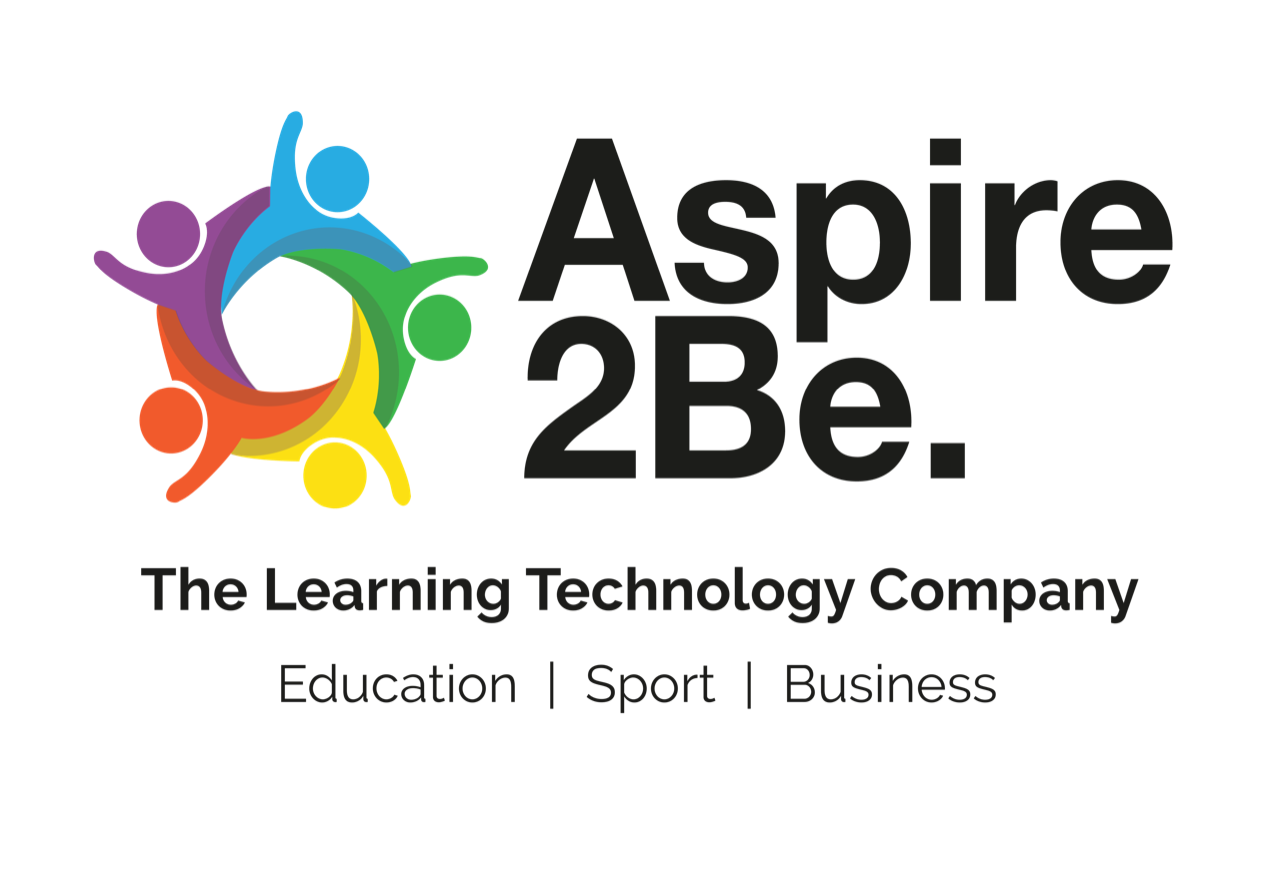 Aspire
2Be.
The Learning Technology Company
Education | Sport | Business